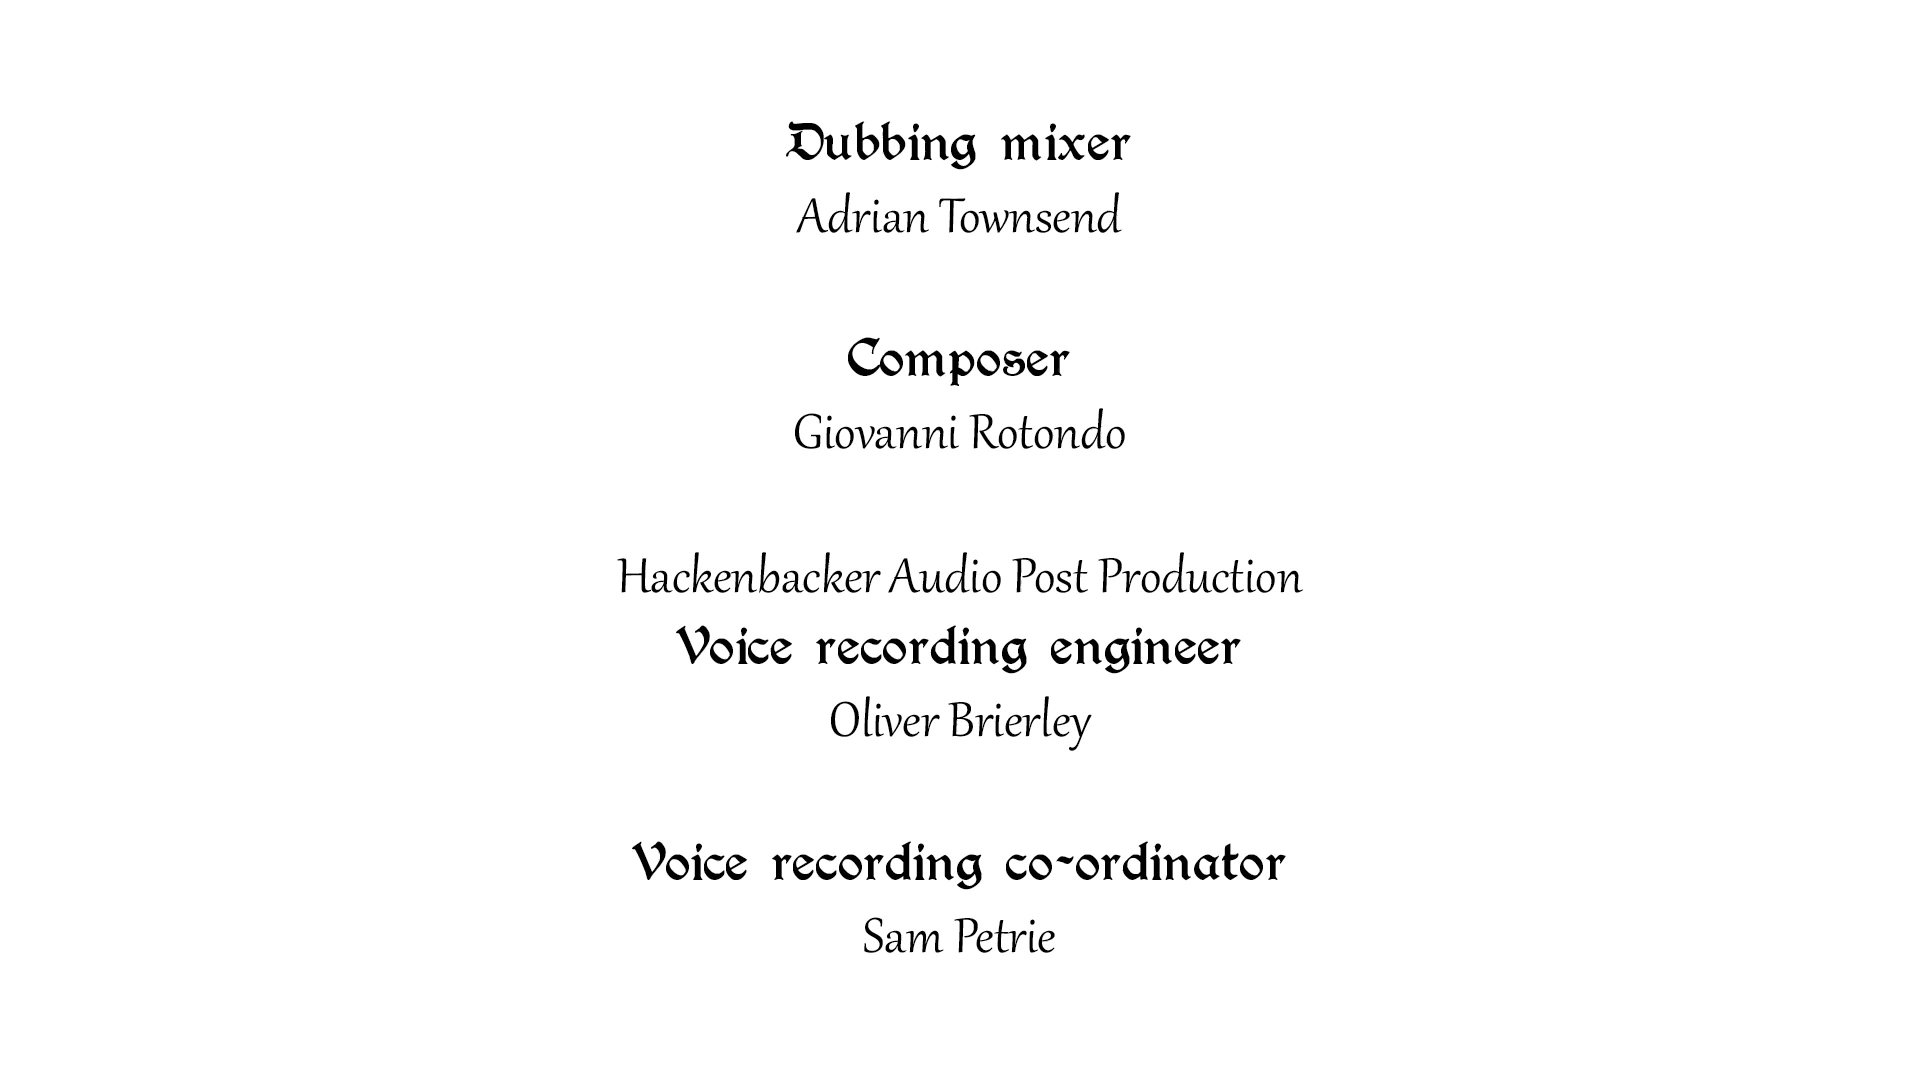 Dubbing mixer
Adrian Townsend
Composer
Giovanni Rotondo
Hackenbacker Audio Post Production
Voice recording engineer
Oliver Brierley
Voice recording co-ordinator
Sam Petrie